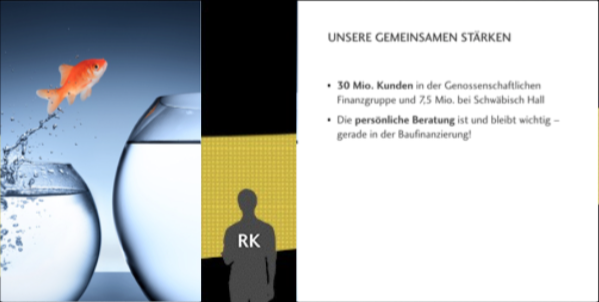 UNSERE GEMEINSAMEN STÄRKEN
• 30 Mio. Kunden in der Genossenschaftlichen
Finanzgruppe und 7,5 Mio. bei Schwäbisch Hall
• Die persönliche Beratung ist und bleibt wichtig –
gerade in der Baufinanzierung!
RK